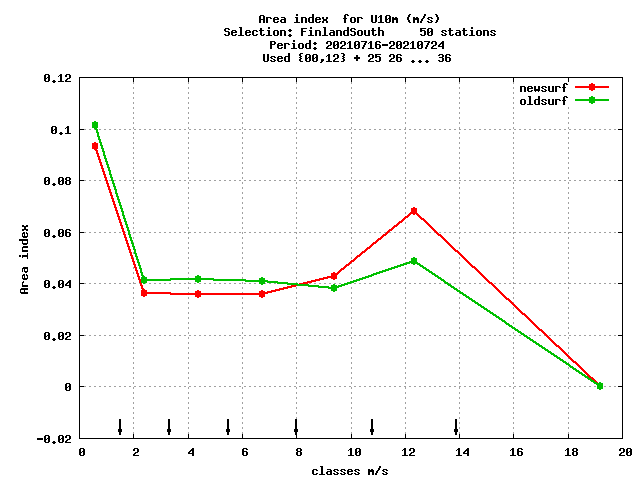 Area index  for U10m (m/s)
Selection: FinlandSouth     50 stations
Period: 20210716-20210724
Used {00,12} + 25 26 ... 36
newsurf
oldsurf
0.12
0.1
0.08
0.06
0.04
0.02
0
-0.02
Area index
0 2 4 6 8 10 12 14 16 18 20
classes m/s